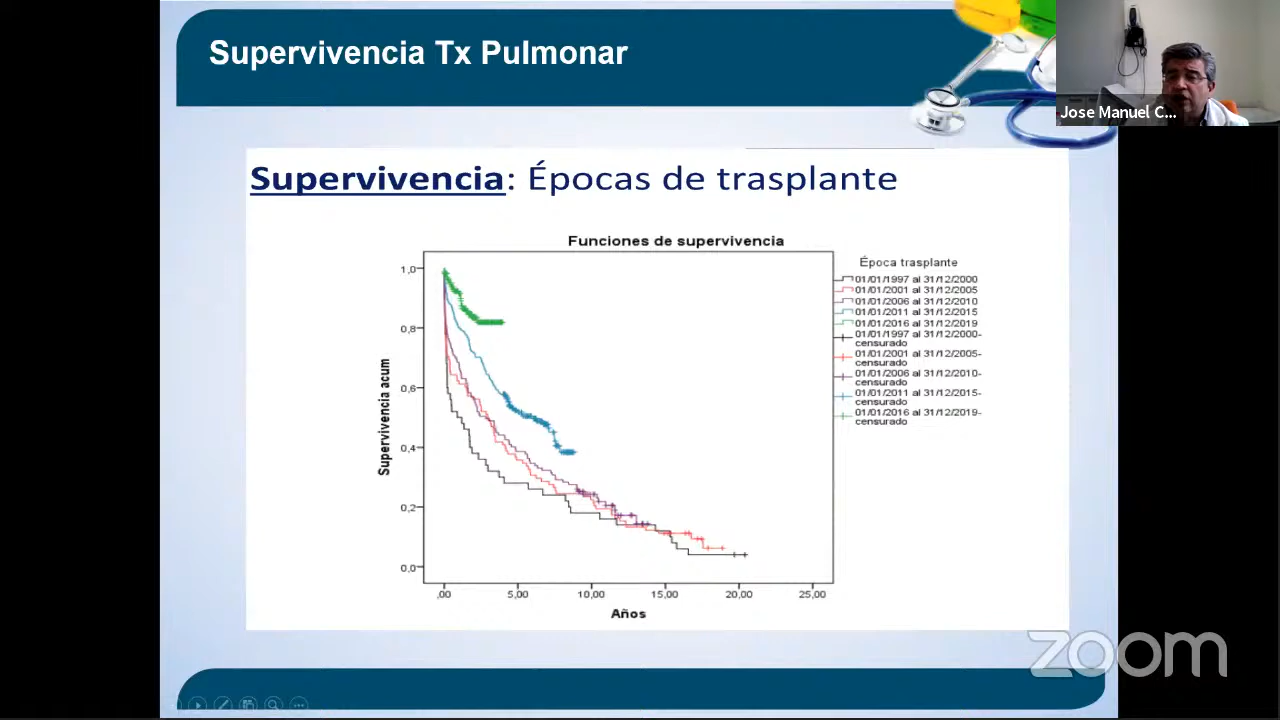 Supervivencia Tx Pulmonar
Jose Manuel C...
Supervivencia: Épocas de trasplante
Funciones de supervivencia
Época trasplante
01/01/1997 al 31/12/2000
01/01/2001 al 31/12/2005
01/01/2006 al 31/12/2010
01/01/2011 al 31/12/2015
01/01/2016 al 31/12/2019
01/01/1997 al 31/12/2000-
censurado
01/01/2001 al 31/12/2005-
censurado
01/01/2006 al 31/12/2010-
censurado
01/01/2011 al 31/12/2015-
censurado
01/01/2016 al 31/12/2019-
censurado
Supervivencia acum
1,0
0,8
0,6
0,4
0,2
0,0
,00
5,00
10,00
15,00
20,00
25,00
Años
zoom